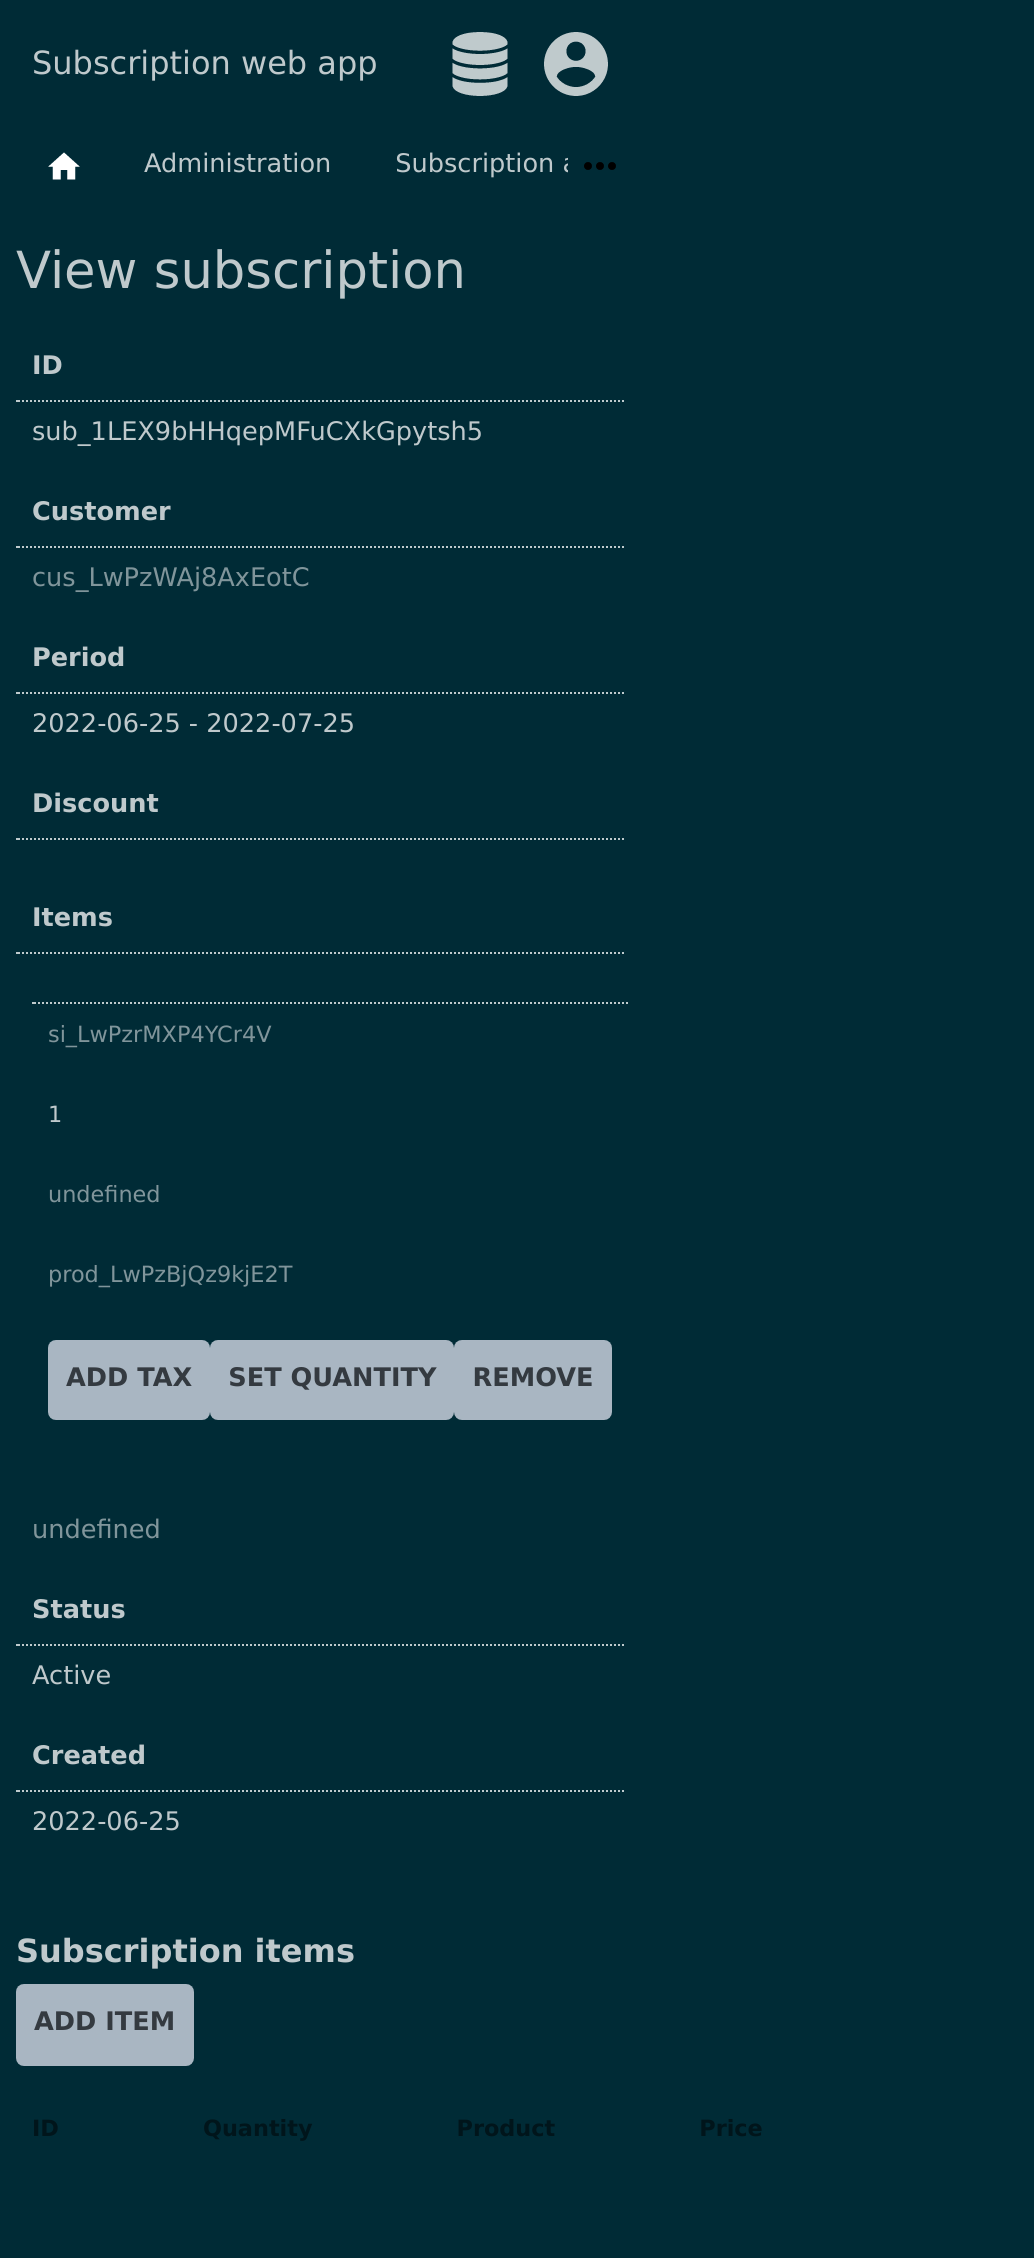 Subscription web app
Administration Subscription a
View subscription
ID
sub_1LEX9bHHqepMFuCXkGpytsh5
Customer
cus_LwPzWAj8AxEotC
Period
2022-06-25 - 2022-07-25
Discount
Items
si_LwPzrMXP4YCr4V
1
undefined
prod_LwPzBjQz9kjE2T
ADD TAX SET QUANTITY REMOVE
undefined
Status
Active
Created
2022-06-25
Subscription items
ADD ITEM
ID Quantity Product Price